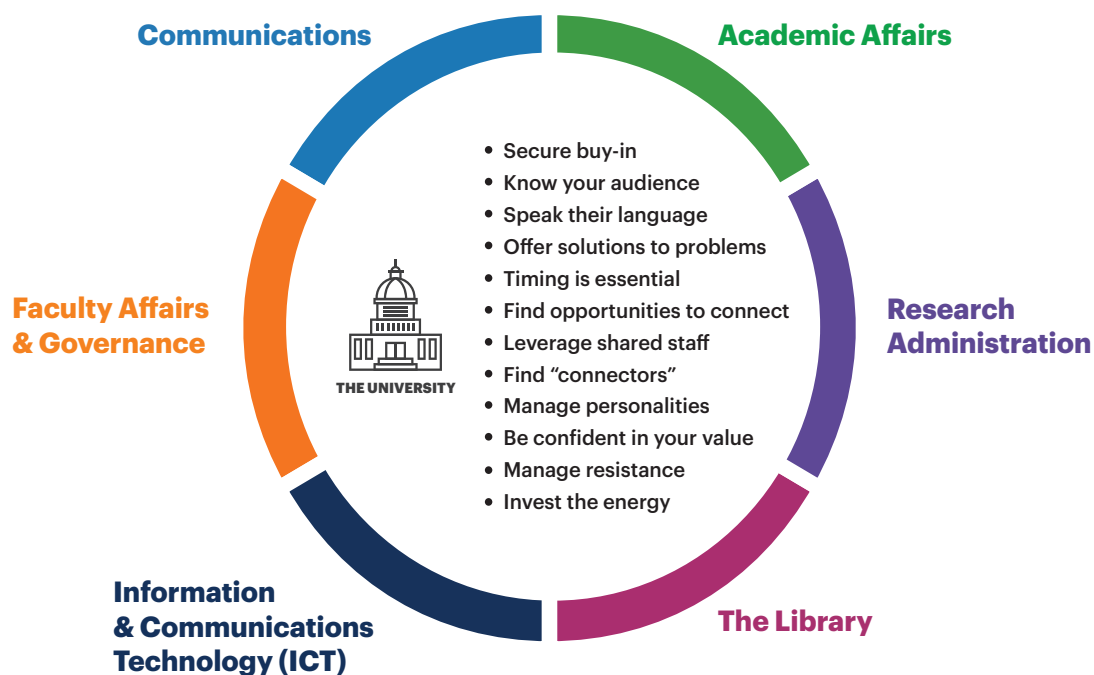 Communications
Academic Affairs
• Secure buy-in
• Know your audience
• Speak their language
• Offer solutions to problems
• Timing is essential
• Find opportunities to connect
• Leverage shared staff
• Find “connectors”
• Manage personalities
• Be confident in your value
• Manage resistance
• Invest the energy
THE UNIVERSITY
Faculty Affairs
& Governance
Research
Administration
Information
& Communications
Technology (ICT)
The Library